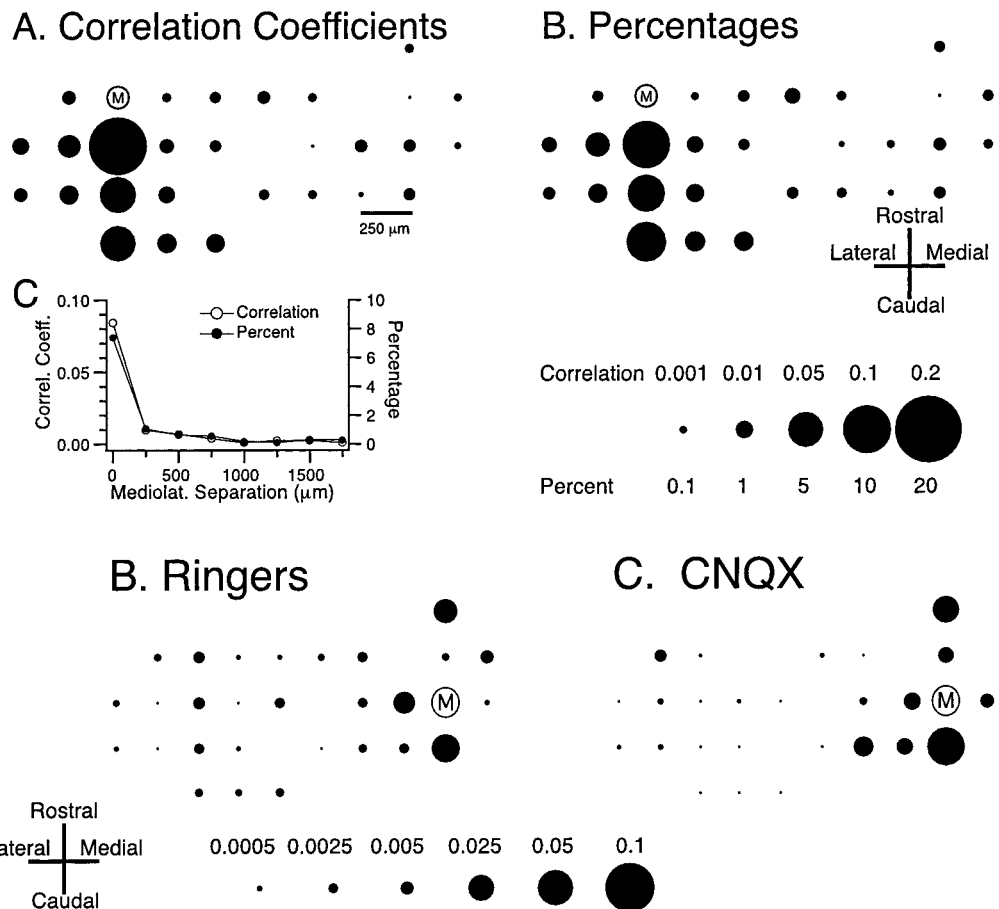 A. Correlation Coefficients
B. Percentages
M
M
250 μm
Rostral
Lateral Medial
Caudal
C
0.10
0.05
0.00
Correl. Coeff.
Correlation
Percent
10
8
6
4
2
0
Percentage
0 500 1000 1500
Mediolat. Separation (μm)
Correlation 0.001 0.01 0.05 0.1 0.2
Percent 0.1 1 5 10 20
B. Ringers
C. CNQX
M
M
Rostral
ateral Medial
Caudal
0.0005 0.0025 0.005 0.025 0.05 0.1